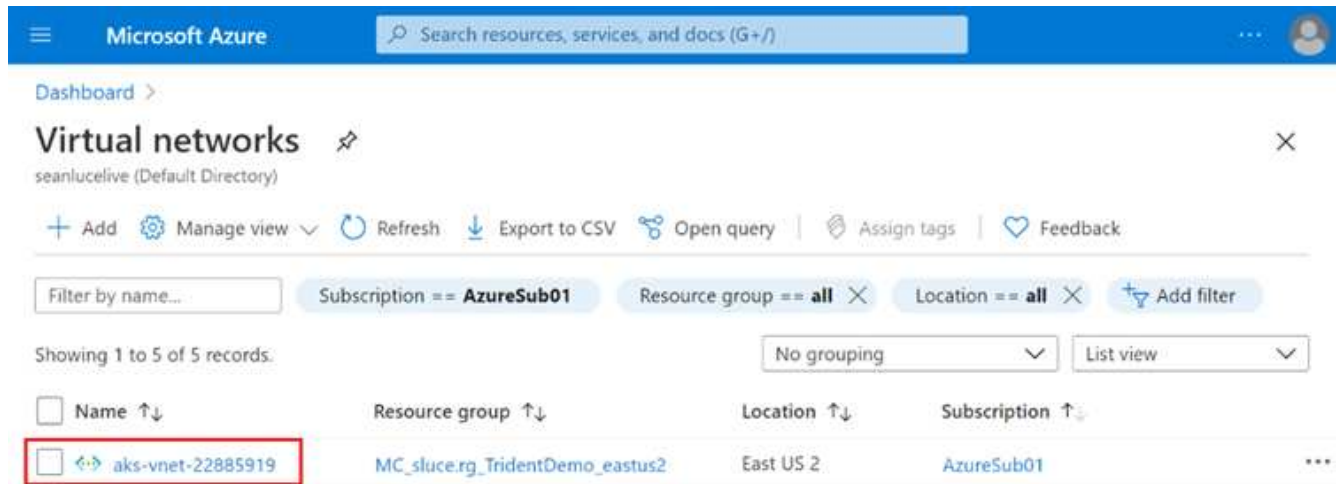 Microsoft Azure
Search resources, services, and docs (G+/)
Dashboard >
Virtual networks
seanlucelive (Default Directory)
+ Add Manage view Refresh Export to CSV Open query Assign tags Feedback
Filter by name... Subscription == AzureSub01 Resource group == all Location == all Add filter
Showing 1 to 5 of 5 records. No grouping List view
Name Resource group Location Subscription
aks-vnet-22885919 MC_sluce.rg_TridentDemo_eastus2 East US 2 AzureSub01